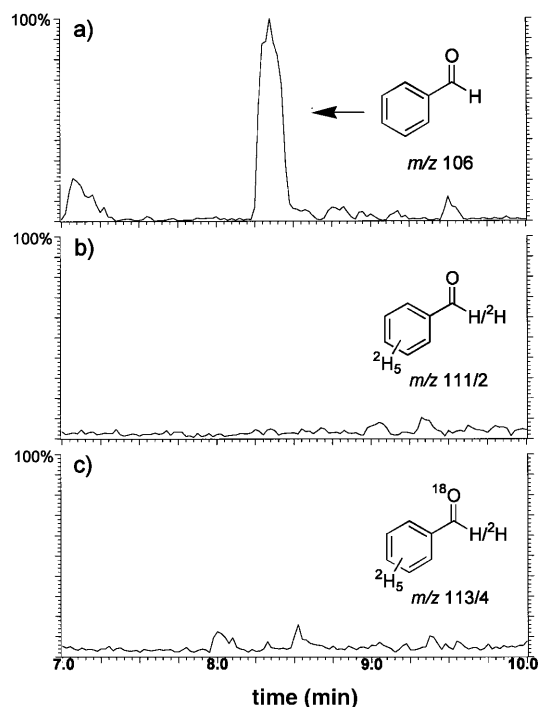 100%
a)
O
H
m/z 106
100%
b)
O
H/²H
²H₅
m/z 111/2
100%
c)
¹⁸O
H/²H
²H₅
m/z 113/4
7.0 8.0 9.0 10.0
time (min)